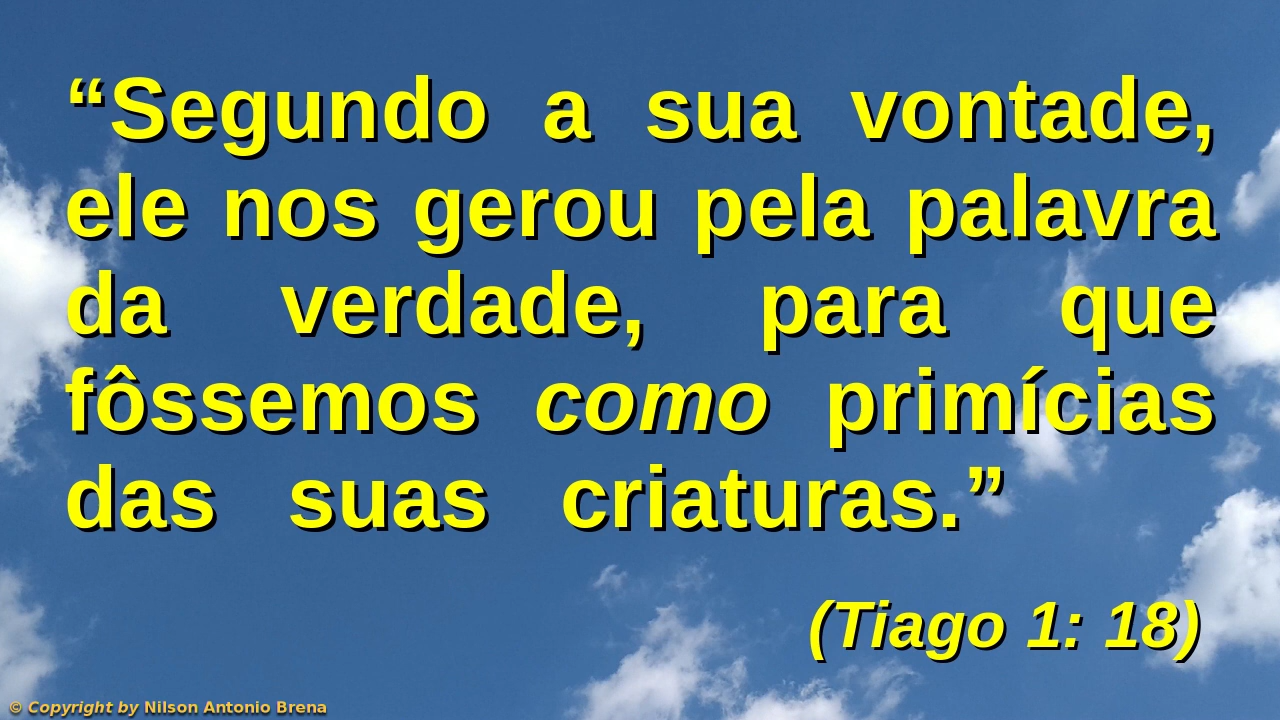 “Segundo a sua vontade,
ele nos gerou pela palavra
da verdade, para que
fôssemos como primícias
das suas criaturas.”
(Tiago 1: 18)
© Copyright by Nilson Antonio Brena